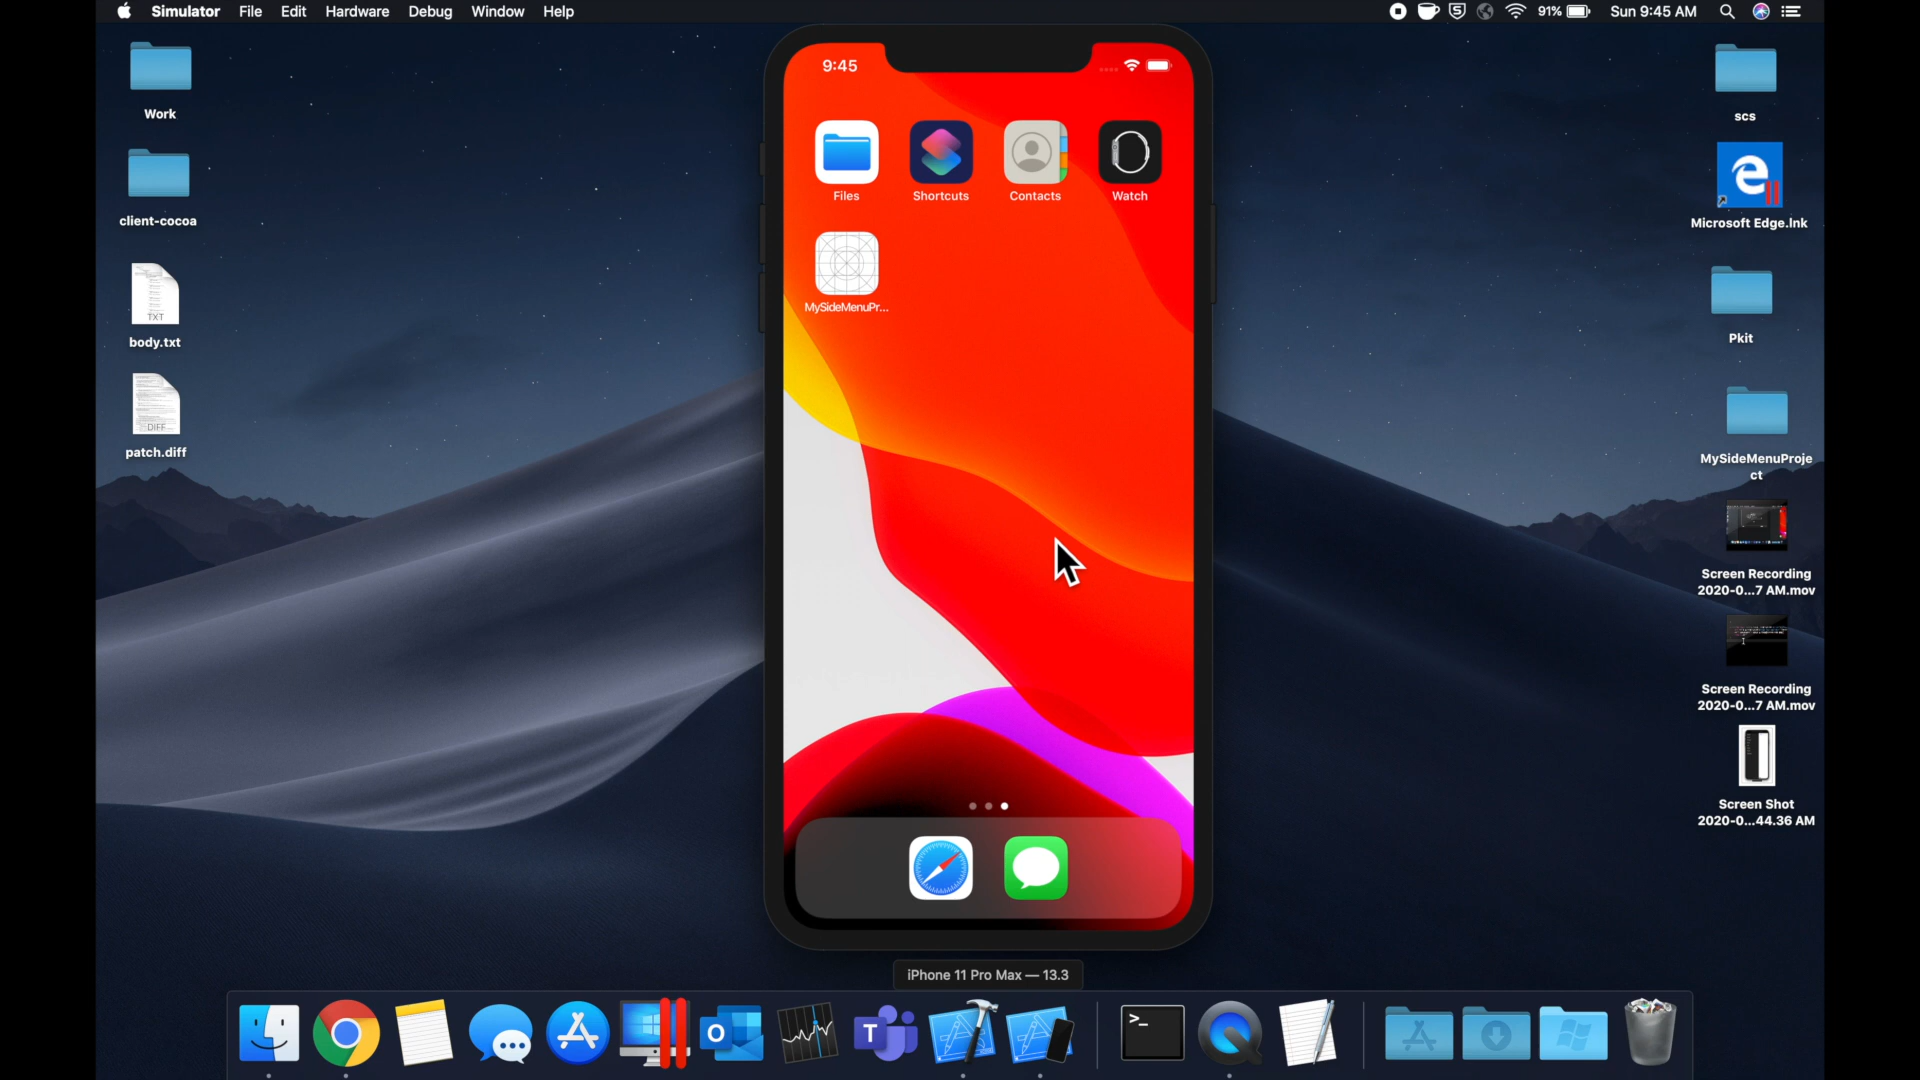 Simulator File Edit Hardware Debug Window Help
91% Sun 9:45 AM
Work
client-cocoa
TXT
body.txt
DIFF
patch.diff
9:45
Files Shortcuts Contacts Watch
MySideMenuPr...
iPhone 11 Pro Max — 13.3
scs
Microsoft Edge.lnk
Pkit
MySideMenuProje
ct
Screen Recording
2020-0...7 AM.mov
Screen Recording
2020-0...7 AM.mov
Screen Shot
2020-0...44.36 AM